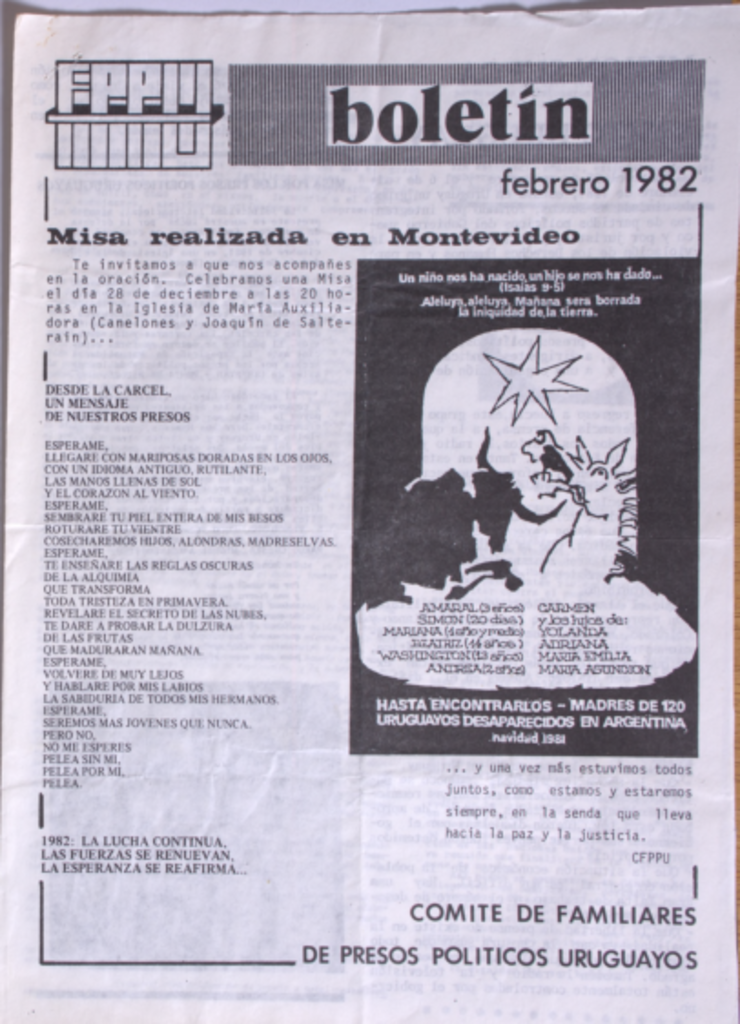 FPPU
boletín
febrero 1982
Misa realizada en Montevideo
Te invitamos a que nos acompañes
en la oración. Celebramos una Misa
el día 28 de deciembre a las 20 ho-
ras en la Iglesia de María Auxilia-
dora (Canelones y Joaquín de Salte-
rain)...
DESDE LA CARCEL,
UN MENSAJE
DE NUESTROS PRESOS
ESPERAME,
LLEGARE CON MARIPOSAS DORADAS EN LOS OJOS,
CON UN IDIOMA ANTIGUO, RUTILANTE,
LAS MANOS LLENAS DE SOL
Y EL CORAZON AL VIENTO.
ESPERAME,
SEMBRARE TU PIEL ENTERA DE MIS BESOS
ROTURARE TU VIENTRE
COSECHAREMOS HIJOS, ALONDRAS, MADRESELVAS.
ESPERAME,
TE ENSEÑARE LAS REGLAS OSCURAS
DE LA ALQUIMIA
QUE TRANSFORMA
TODA TRISTEZA EN PRIMAVERA,
REVELARE EL SECRETO DE LAS NUBES,
TE DARE A PROBAR LA DULZURA
DE LAS FRUTAS
QUE MADURARAN MAÑANA.
ESPERAME,
VOLVERE DE MUY LEJOS
Y HABLARE POR MIS LABIOS
LA SABIDURIA DE TODOS MIS HERMANOS.
ESPERAME,
SEREMOS MAS JOVENES QUE NUNCA.
PERO NO,
NO ME ESPERES
PELEA SIN MI,
PELEA POR MI,
PELEA.
1982: LA LUCHA CONTINUA,
LAS FUERZAS SE RENUEVAN,
LA ESPERANZA SE REAFIRMA...
Un niño nos ha nacido, un hijo se nos ha dado...
(Isaías 9-5)
Aleluya, aleluya, Mañana sera borrada
la iniquidad de la tierra.
AMARAL (3 años)
SIMON (20 dias)
MARIANA (1 año y medio)
BEATRIZ (16 años)
WASHINGTON (13 años)
ANDREA (2 años)
CARMEN
y los hijos de:
YOLANDA
ADRIANA
MARIA EMILIA
MARIA ASUNCION
HASTA ENCONTRARLOS - MADRES DE 120
URUGUAYOS DESAPARECIDOS EN ARGENTINA
navidad 1981
... y una vez más estuvimos todos
juntos, como estamos y estaremos
siempre, en la senda que lleva
hacia la paz y la justicia.
CFPPU
COMITE DE FAMILIARES
DE PRESOS POLITICOS URUGUAYOS